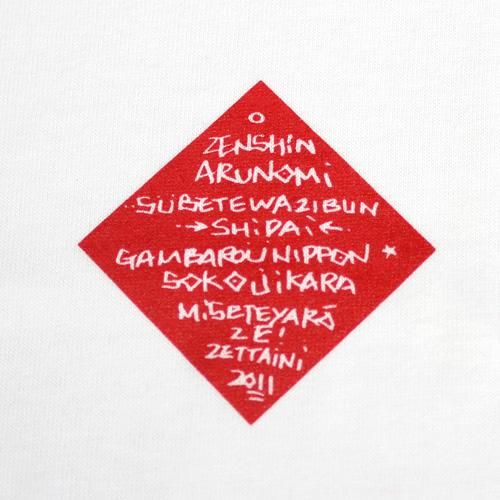 ZENSHIN
ARUNOMI
SUBETEWAZIBUN
→SHIDAI←
GAMBAROUNIPPON ★
SOKOJIKARA
MISETEYARŌ
ZE!
ZETTAINI
2011